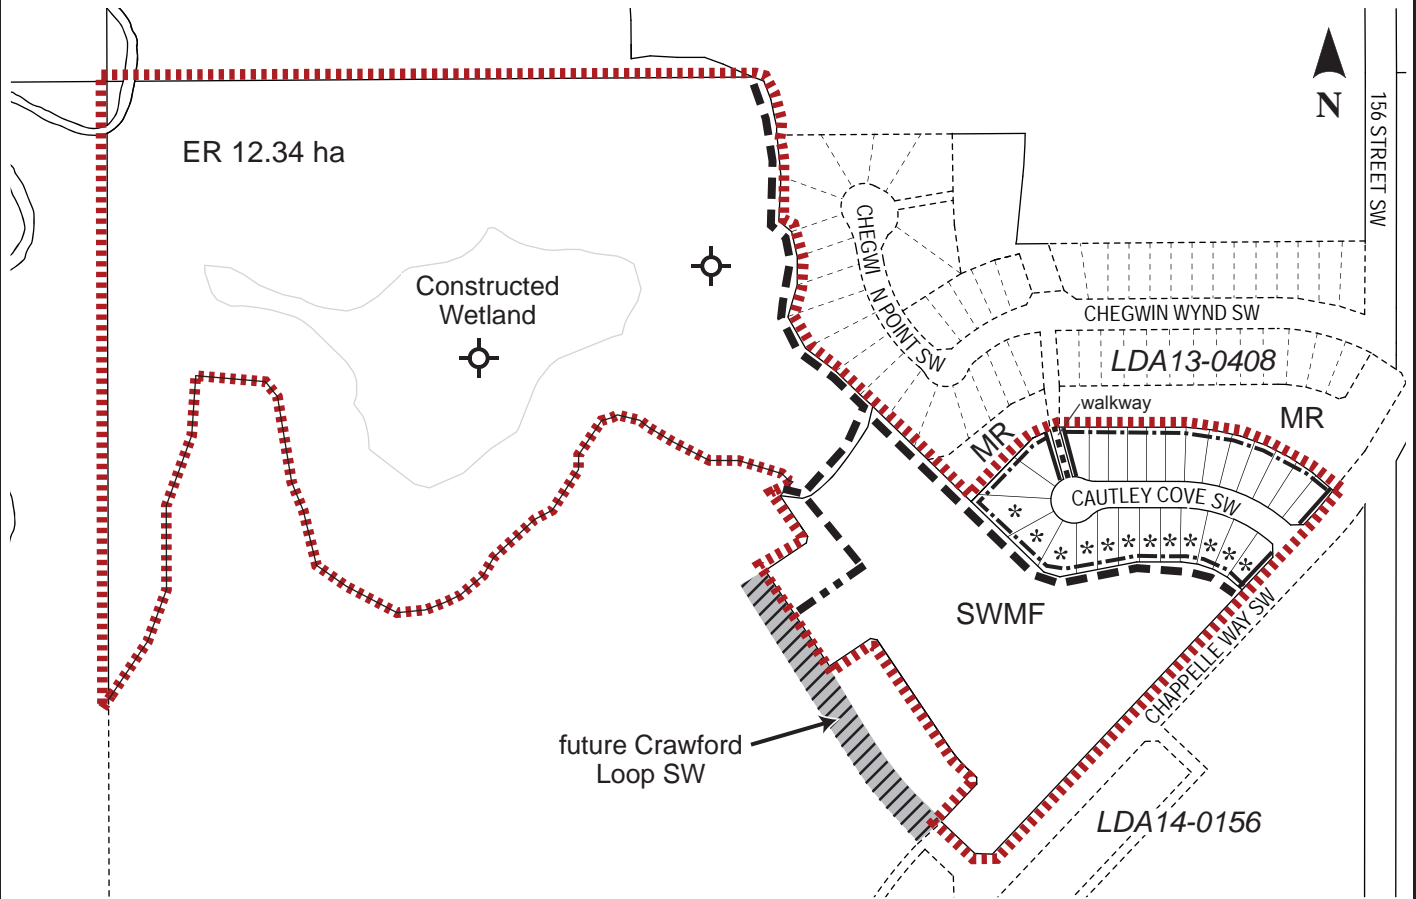 N
156 STREET SW
ER 12.34 ha
CHEGWI N POINT SW
Constructed
Wetland
CHEGWIN WYND SW
LDA13-0408
walkway
MR
MR
CAUTLEY COVE SW
* * * * * * * * * * * *
SWMF
CHAPPELLE WAY SW
future Crawford
Loop SW
LDA14-0156